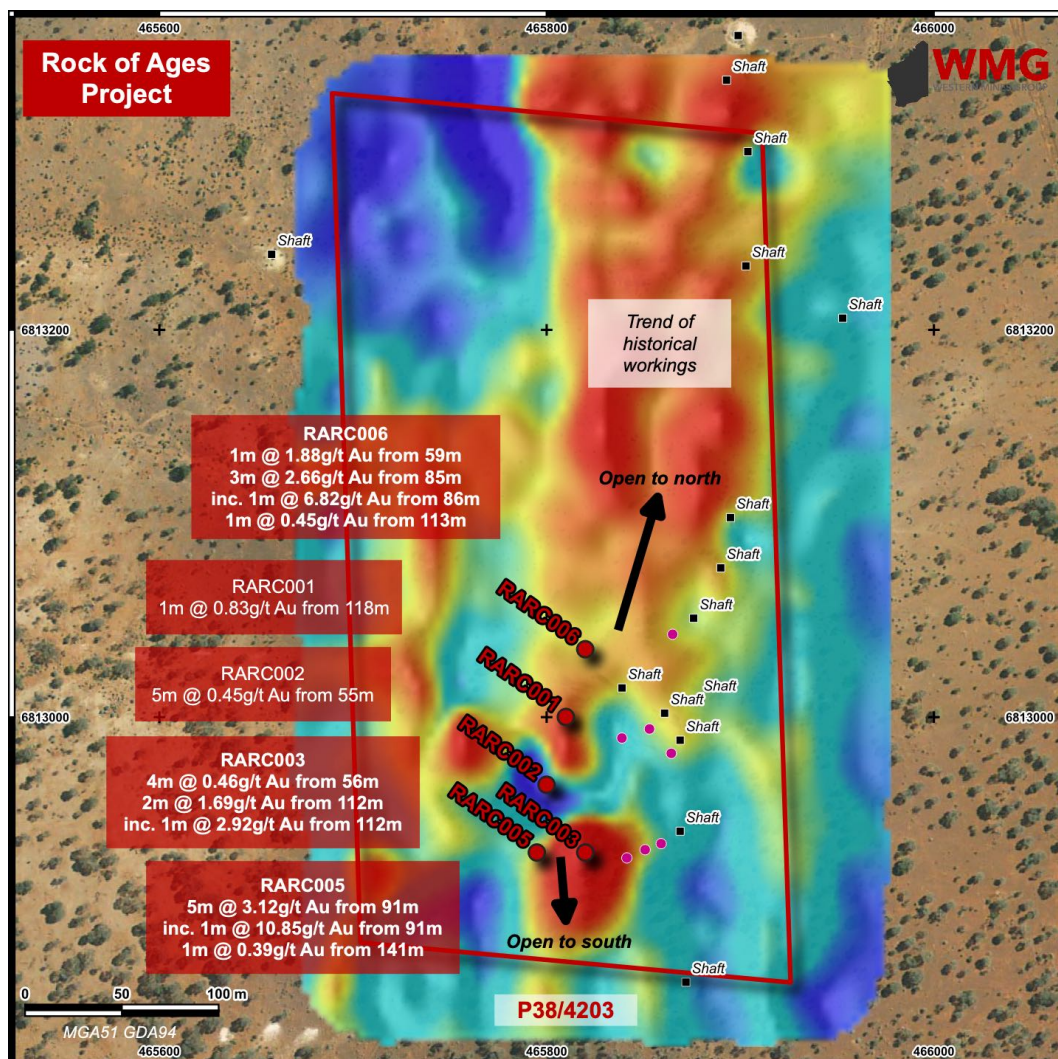 465600
465800
466000
Rock of Ages
Project
WMG
WESTERN MINES GROUP
Shaft
Shaft
Shaft
Shaft
Shaft
6813200
6813200
Trend of
historical
workings
RARC006
1m @ 1.88g/t Au from 59m
3m @ 2.66g/t Au from 85m
inc. 1m @ 6.82g/t Au from 86m
1m @ 0.45g/t Au from 113m
Open to north
Shaft
Shaft
RARC001
1m @ 0.83g/t Au from 118m
RARC006
Shaft
RARC002
5m @ 0.45g/t Au from 55m
RARC001
Shaft
Shaft
6813000
6813000
Shaft
RARC003
4m @ 0.46g/t Au from 56m
2m @ 1.69g/t Au from 112m
inc. 1m @ 2.92g/t Au from 112m
RARC002
RARC003
RARC005
Shaft
RARC005
5m @ 3.12g/t Au from 91m
inc. 1m @ 10.85g/t Au from 91m
1m @ 0.39g/t Au from 141m
Open to south
Shaft
0 50 100 m
MGA51 GDA94
P38/4203
465600
465800
466000